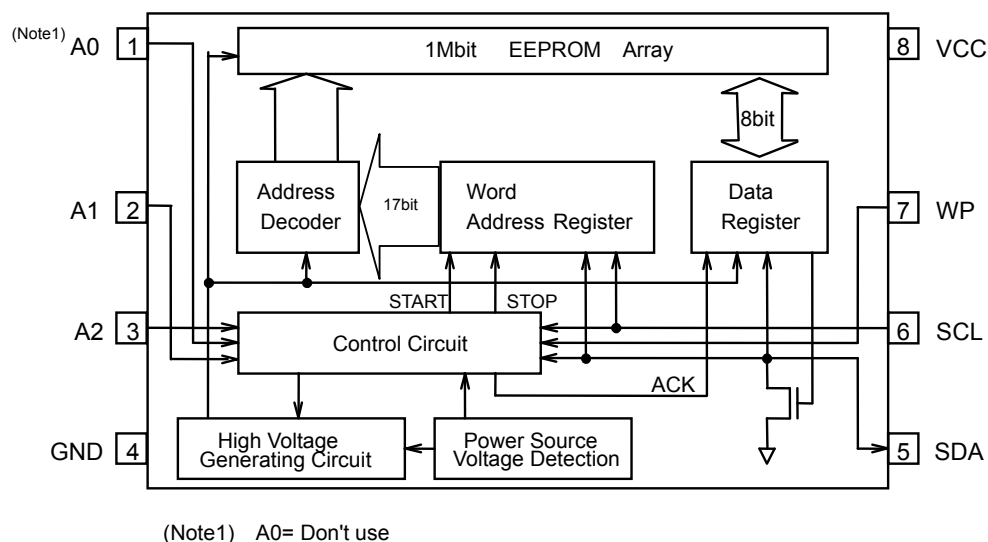 (Note1) A0 1
1Mbit EEPROM Array
8 VCC
8bit
A1 2
Address
Decoder
17bit
Word
Address Register
Data
Register
7 WP
START STOP
A2 3
Control Circuit
6 SCL
ACK
GND 4
High Voltage
Generating Circuit
Power Source
Voltage Detection
5 SDA
(Note1) A0= Don't use